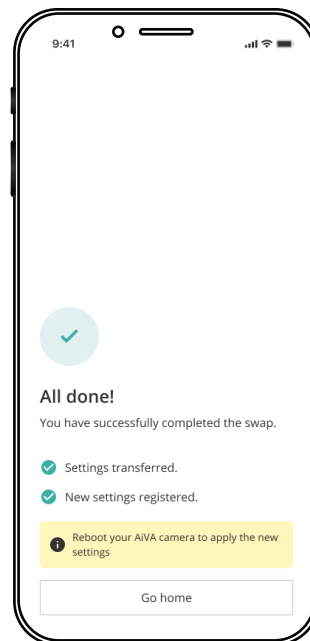 9:41
All done!
You have successfully completed the swap.
Settings transferred.
New settings registered.
Reboot your AiVA camera to apply the new
settings
Go home